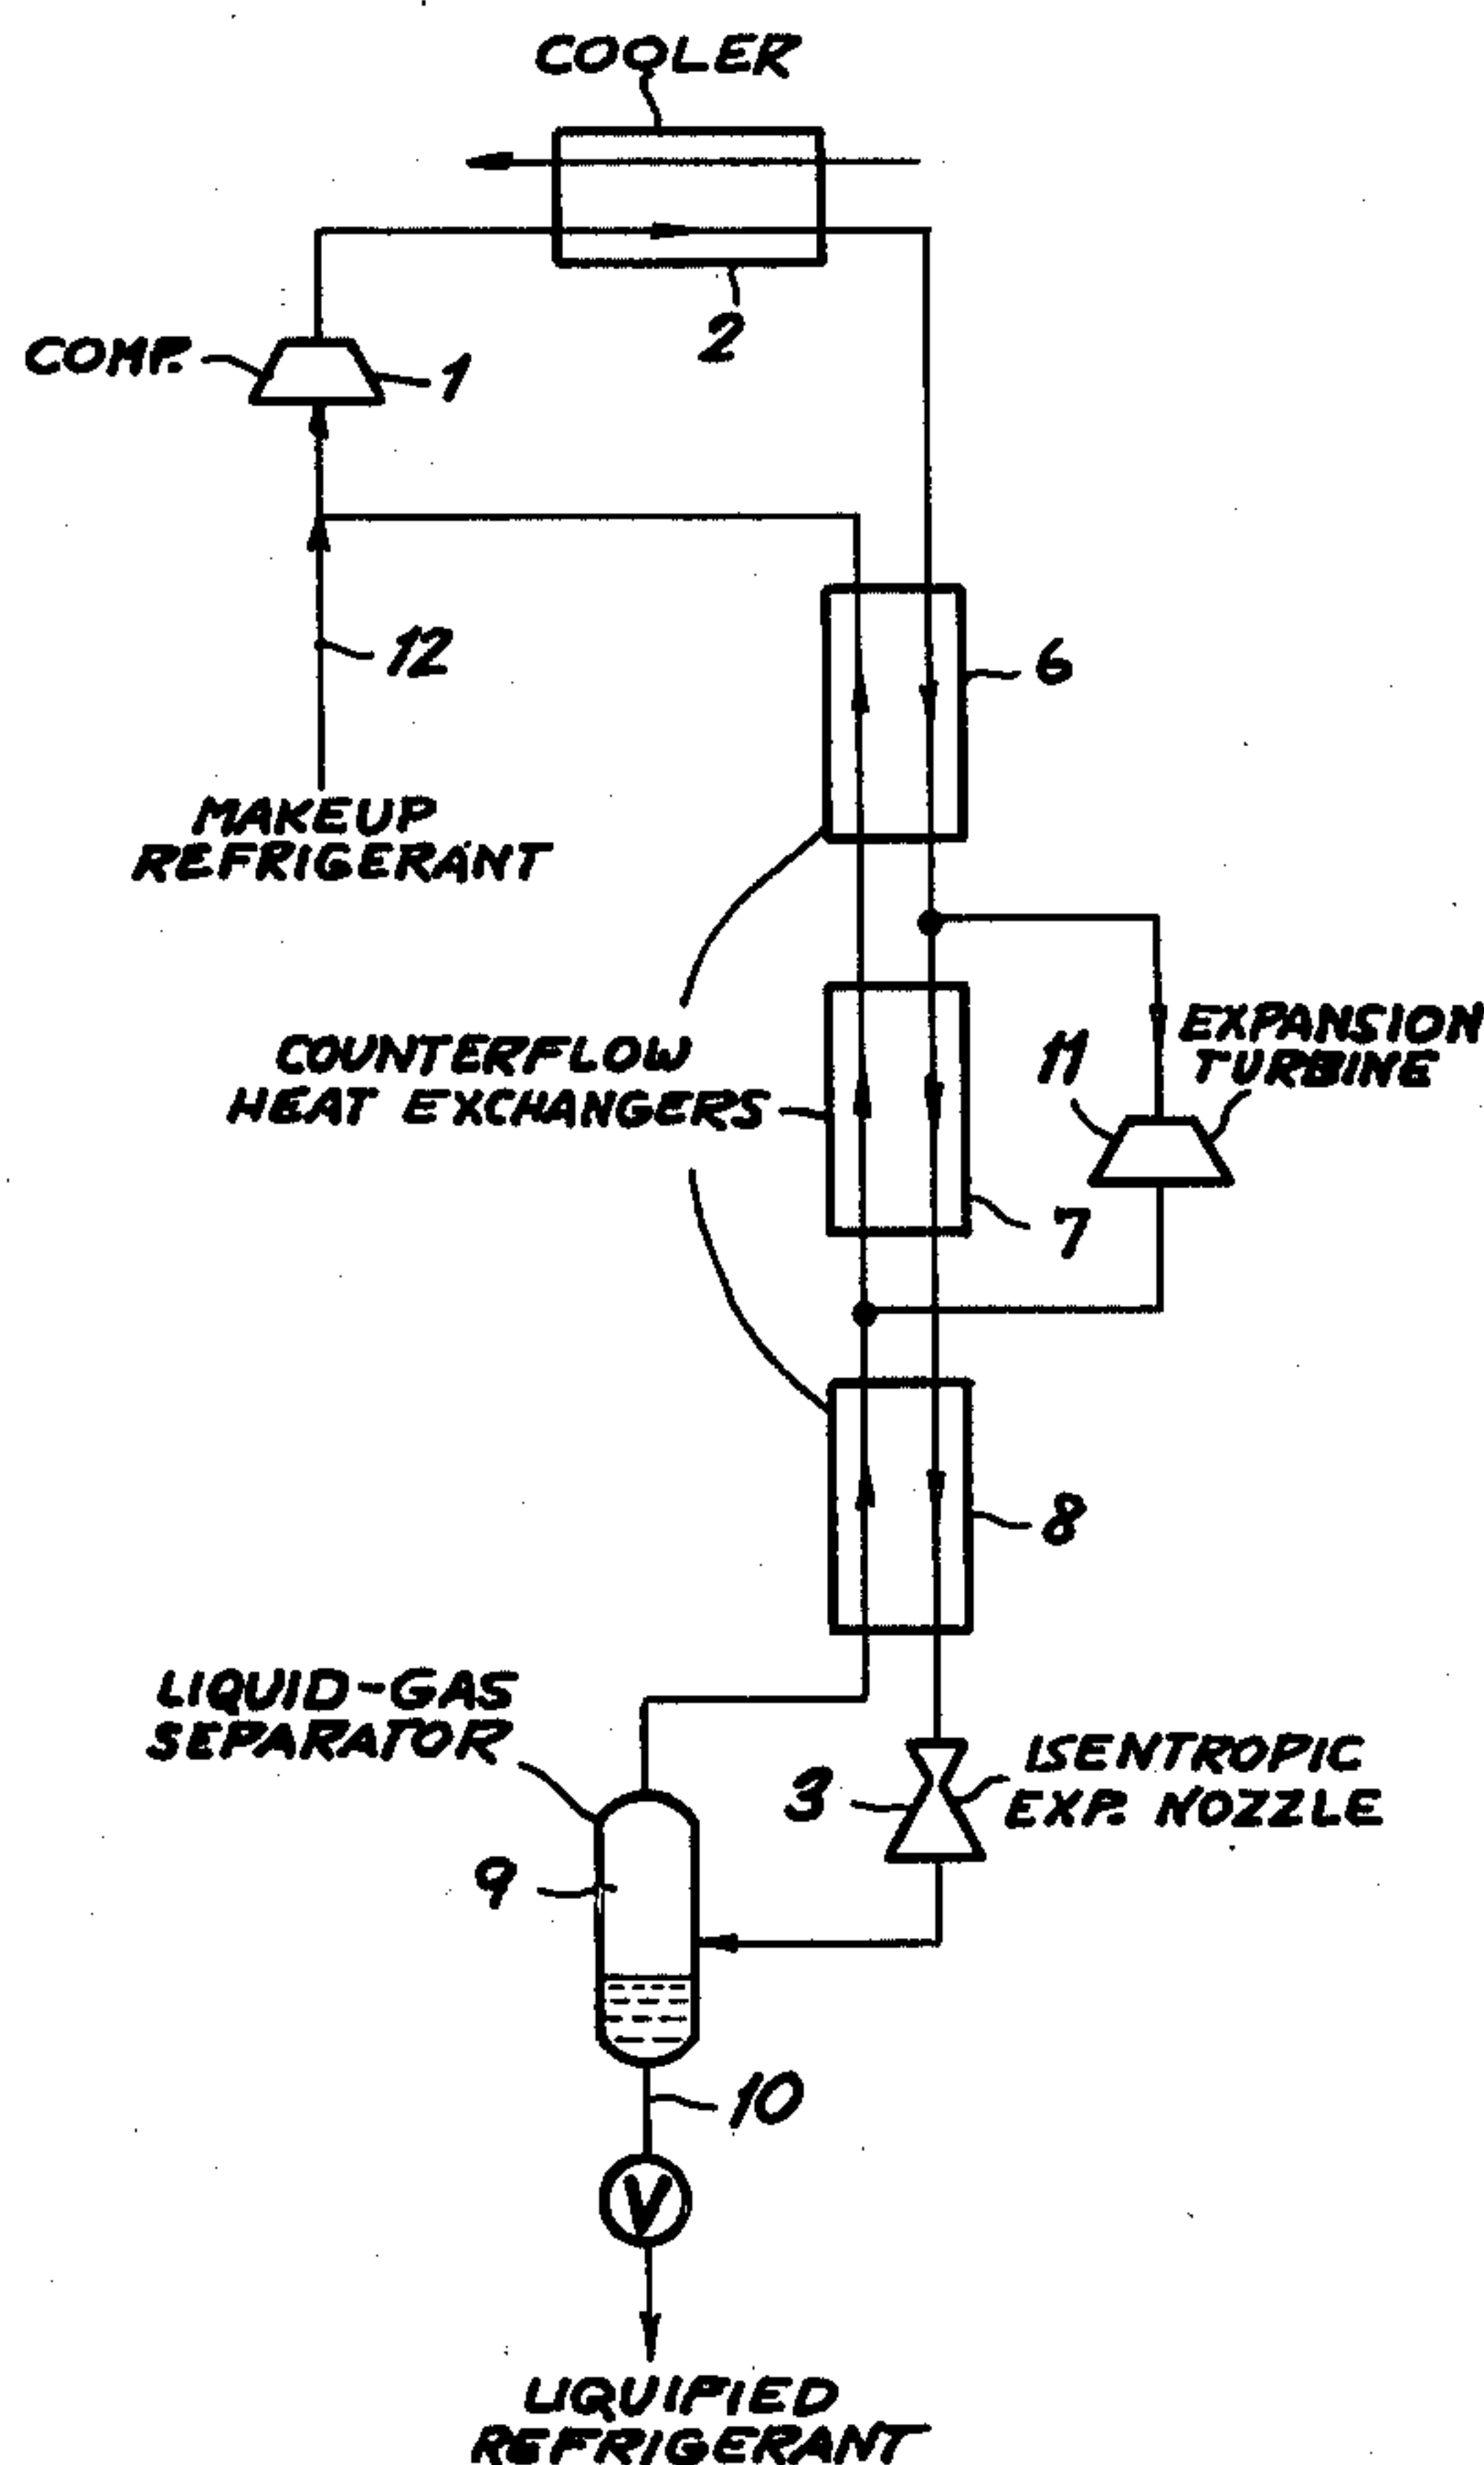 COOLER
2
COMP.
1
12
6
MAKEUP
REFRIGERANT
COUNTERFLOW
HEAT EXCHANGERS
11
EXPANSION
TURBINE
7
8
LIQUID-GAS
SEPARATOR
3
ISENTROPIC
EXP. NOZZLE
9
10
V
LIQUIFIED
REFRIGERANT